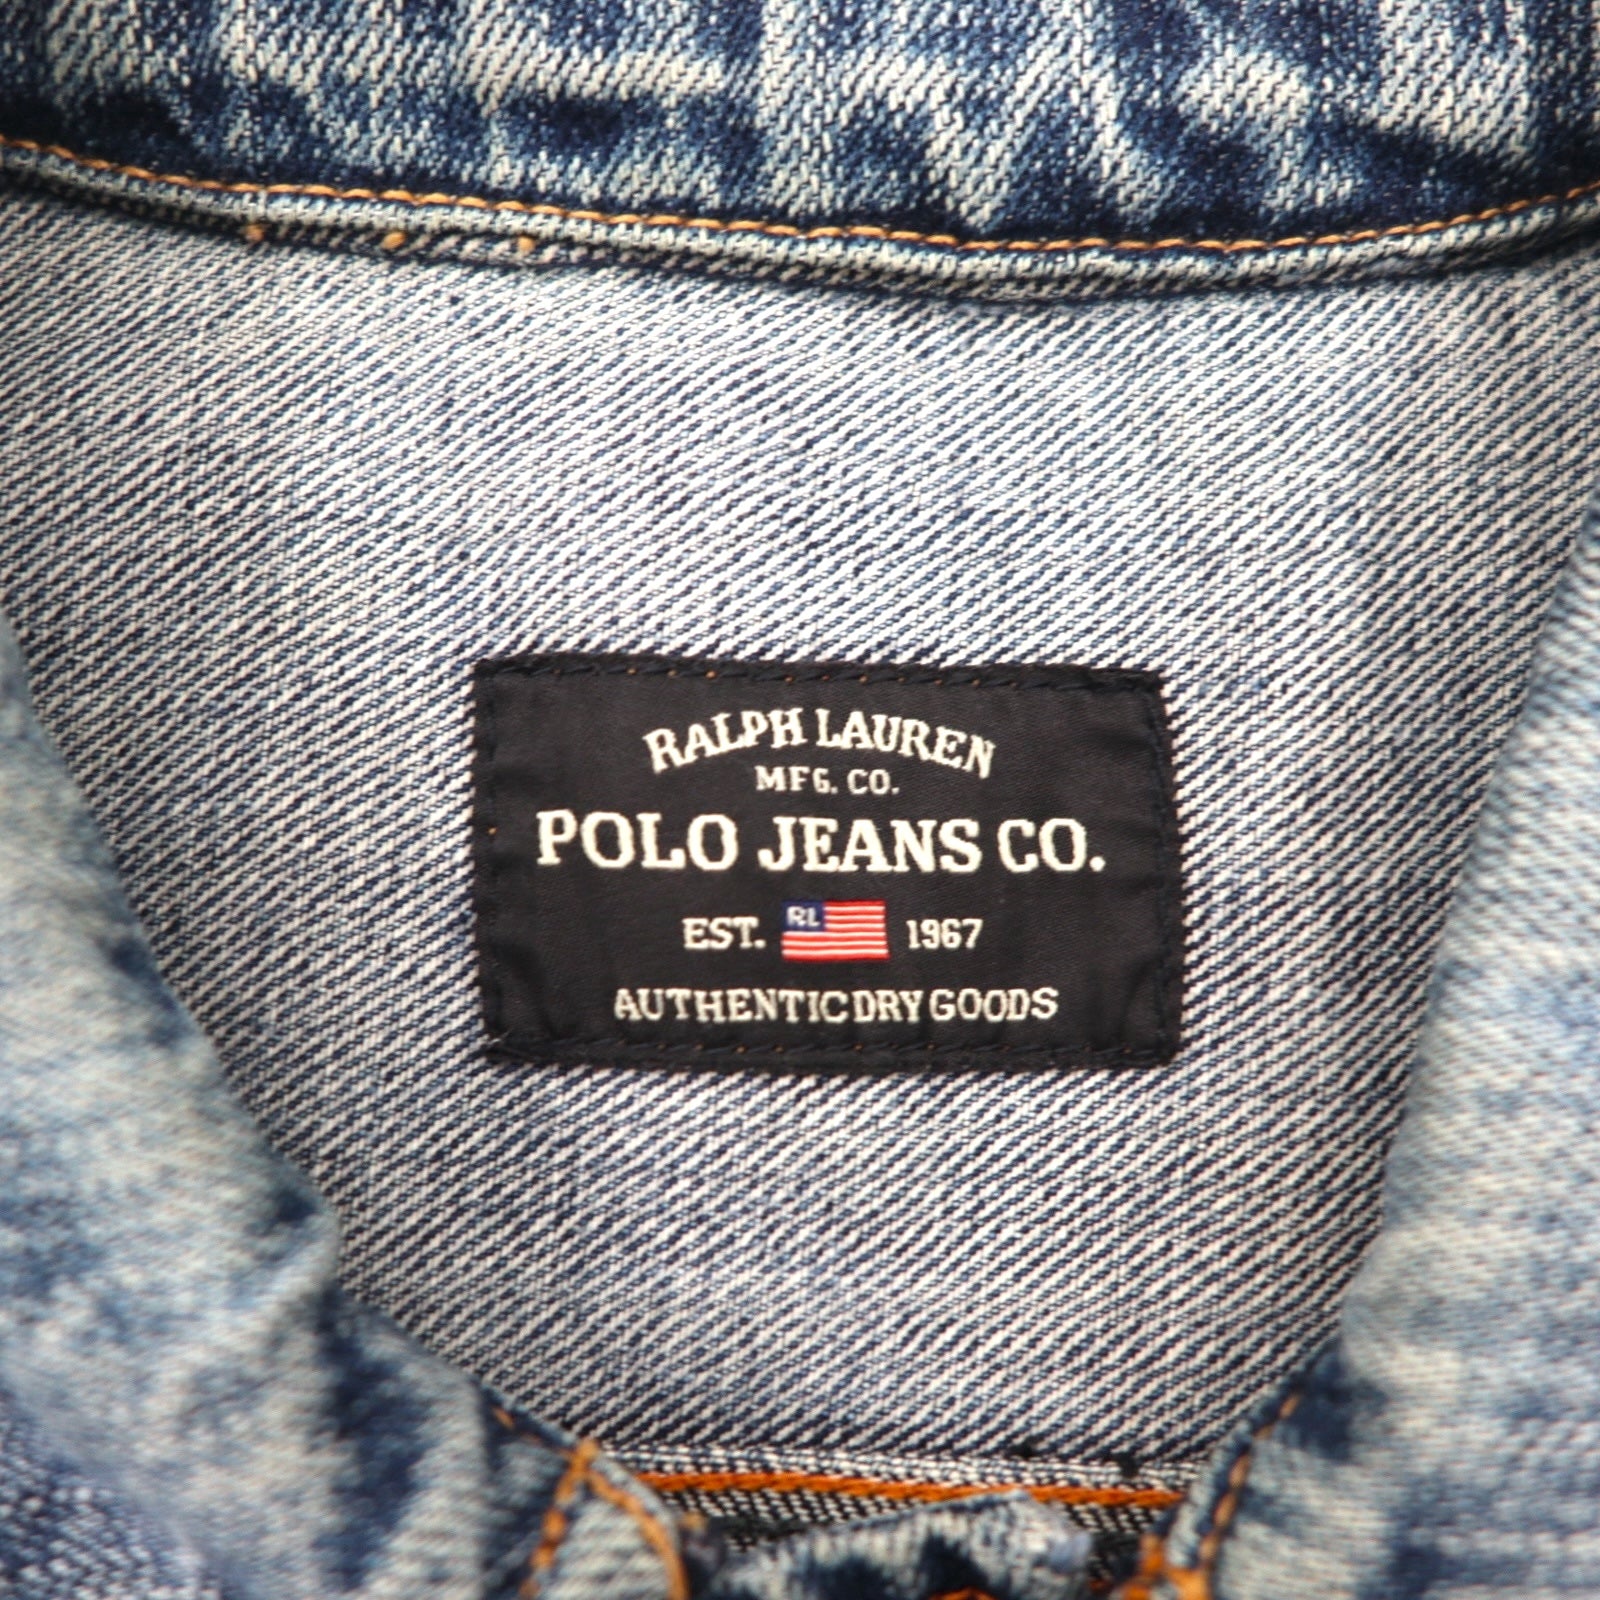 RALPH LAUREN
MFG. CO.
POLO JEANS CO.
EST. RL 1967
AUTHENTIC DRY GOODS